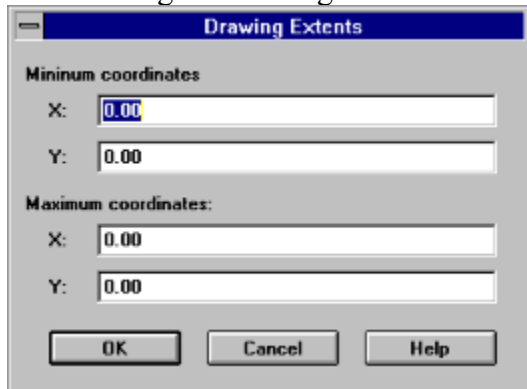 Drawing Extents
Mininum coordinates
X: 0.00
Y: 0.00
Maximum coordinates:
X: 0.00
Y: 0.00
OK Cancel Help